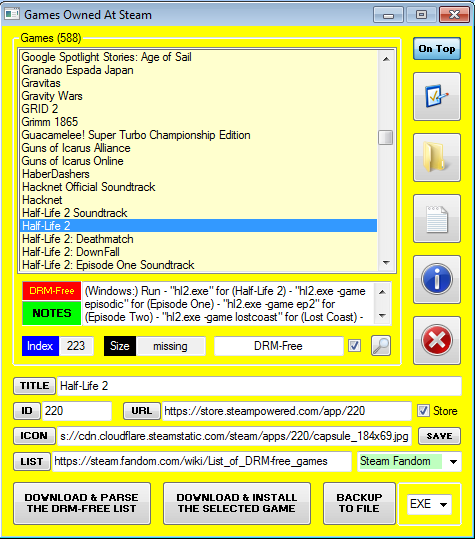 Games Owned At Steam
Games (588)
On Top
Google Spotlight Stories: Age of Sail
Granado Espada Japan
Gravitas
Gravity Wars
GRID 2
Grimm 1865
Guacamelee! Super Turbo Championship Edition
Guns of Icarus Alliance
Guns of Icarus Online
HaberDashers
Hacknet Official Soundtrack
Hacknet
Half-Life 2 Soundtrack
Half-Life 2
Half-Life 2: Deathmatch
Half-Life 2: DownFall
Half-Life 2: Episode One Soundtrack
DRM-Free
NOTES
(Windows:) Run - "hl2.exe" for (Half-Life 2) - "hl2.exe -game
episodic" for (Episode One) - "hl2.exe -game ep2" for
(Episode Two) - "hl2.exe -game lostcoast" for (Lost Coast) -
Index 223 Size missing DRM-Free
TITLE Half-Life 2
ID 220 URL https://store.steampowered.com/app/220 Store
ICON s://cdn.cloudflare.steamstatic.com/steam/apps/220/capsule_184x69.jpg SAVE
LIST https://steam.fandom.com/wiki/List_of_DRM-free_games Steam Fandom
DOWNLOAD & PARSE
THE DRM-FREE LIST
DOWNLOAD & INSTALL
THE SELECTED GAME
BACKUP
TO FILE
EXE